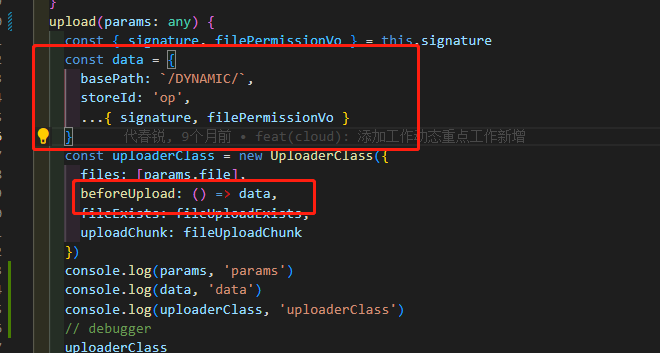 }
upload(params: any) {
const { signature, filePermissionVo } = this.signature
const data = {
basePath: `/DYNAMIC/`,
storeId: 'op',
...{ signature, filePermissionVo }
} 代春锐, 9个月前 • feat(cloud): 添加工作动态重点工作新增
const uploaderClass = new UploaderClass({
files: [params.file],
beforeUpload: () => data,
fileExists: fileUploadExists,
uploadChunk: fileUploadChunk
})
console.log(params, 'params')
console.log(data, 'data')
console.log(uploaderClass, 'uploaderClass')
// debugger
uploaderClass